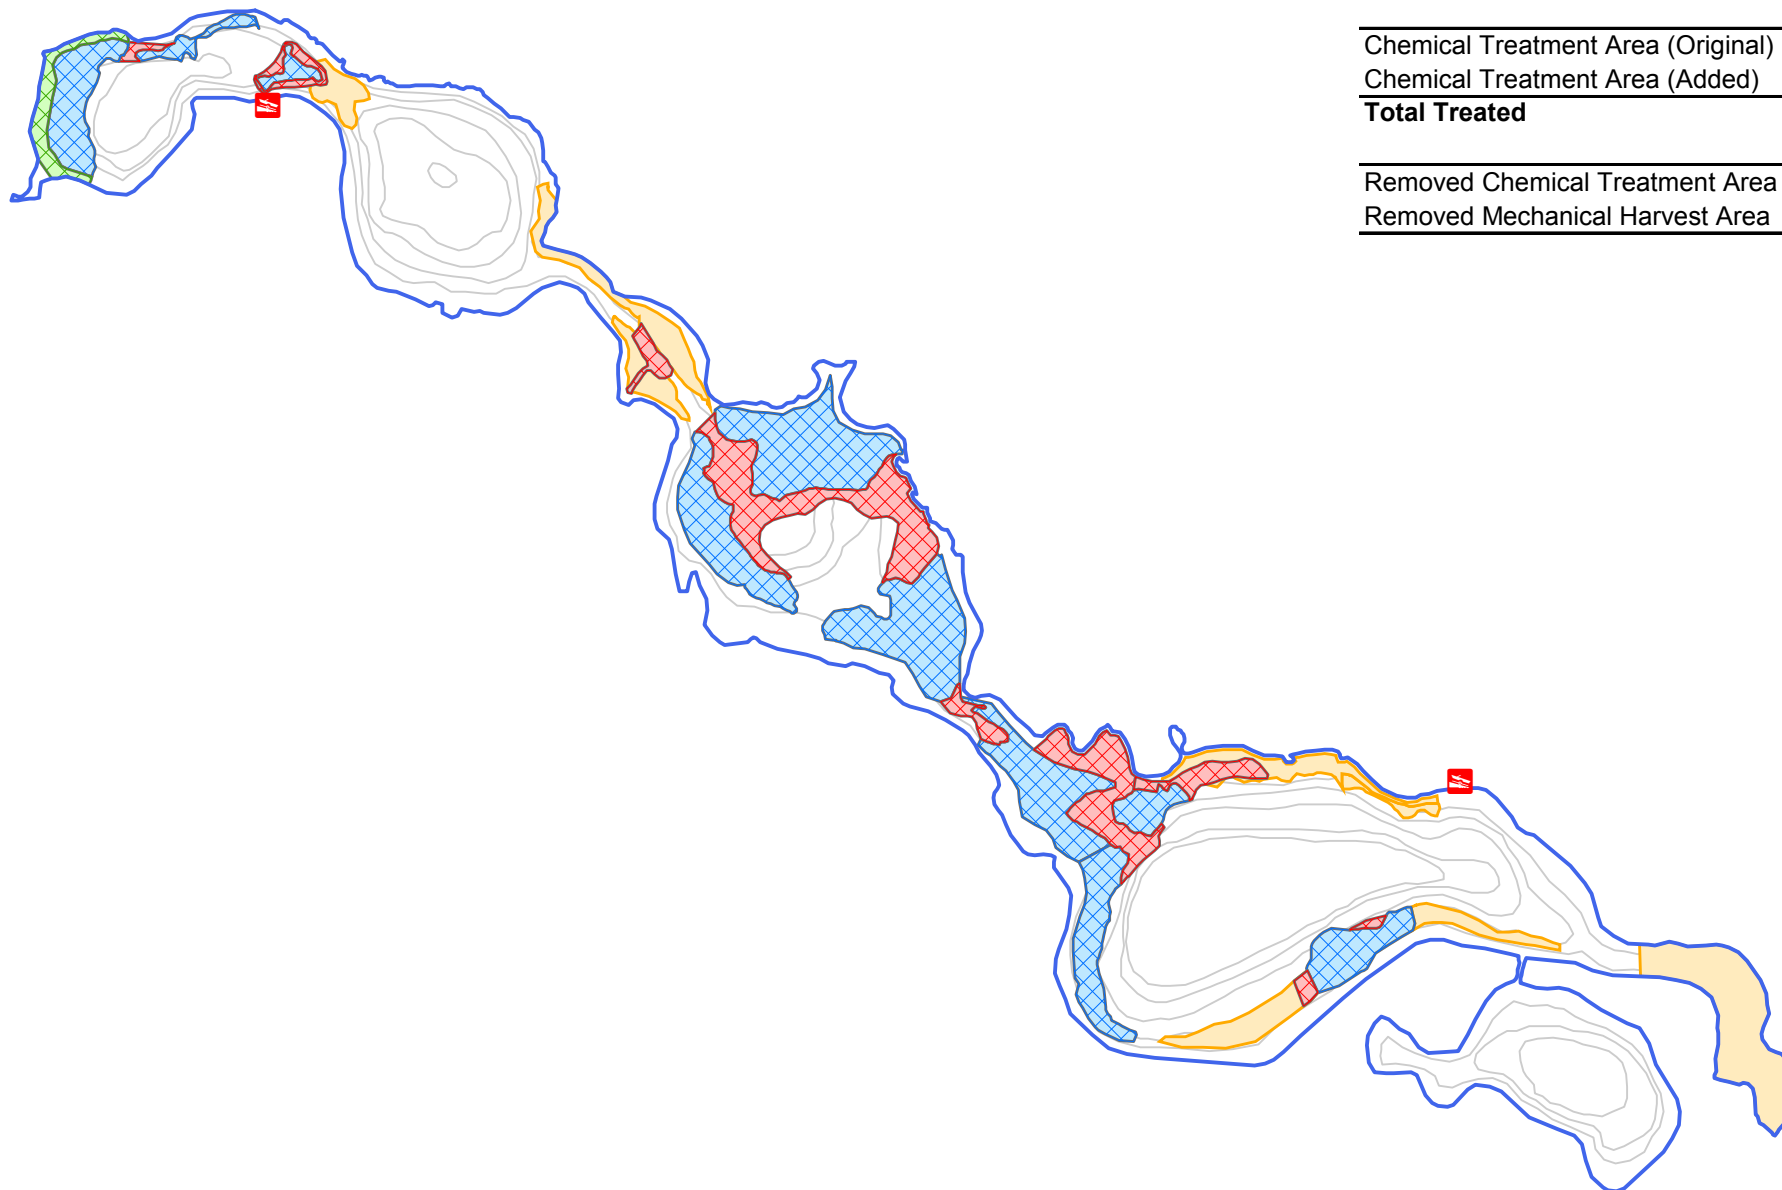 Chemical Treatment Area (Original)
Chemical Treatment Area (Added)
Total Treated
Removed Chemical Treatment Area
Removed Mechanical Harvest Area